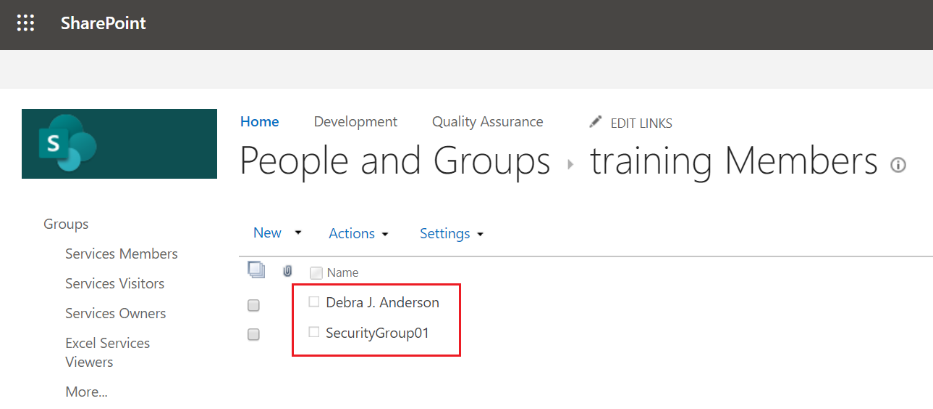 SharePoint
S
Home Development Quality Assurance EDIT LINKS
People and Groups ▸ training Members
Groups
Services Members
Services Visitors
Services Owners
Excel Services
Viewers
More...
New Actions Settings
Name
Debra J. Anderson
SecurityGroup01